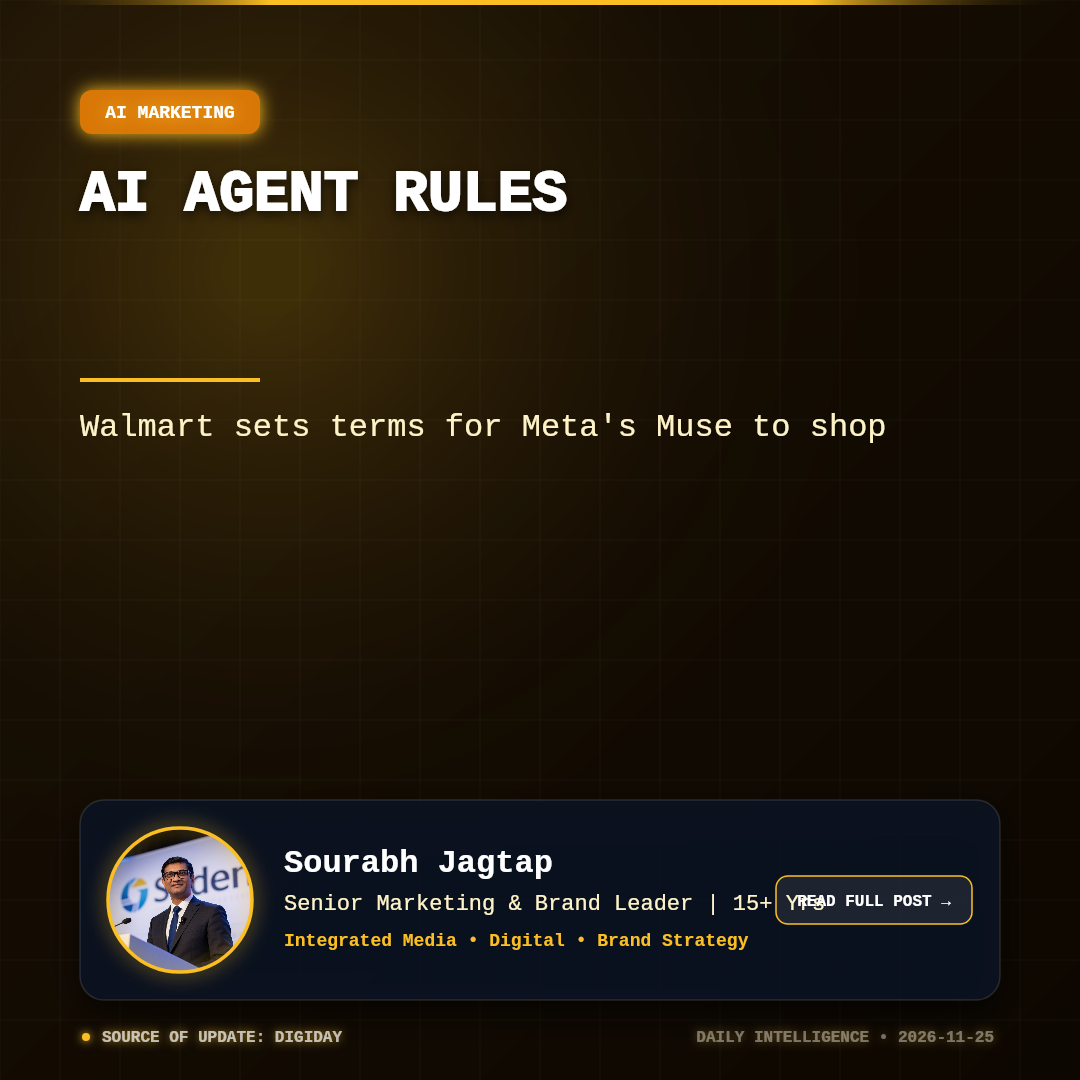 AI MARKETING
AI AGENT RULES
Walmart sets terms for Meta's Muse to shop
Sourabh Jagtap
Senior Marketing & Brand Leader | 15+ Yrs
READ FULL POST →
Integrated Media • Digital • Brand Strategy
SOURCE OF UPDATE: DIGIDAY
DAILY INTELLIGENCE • 2026-11-25